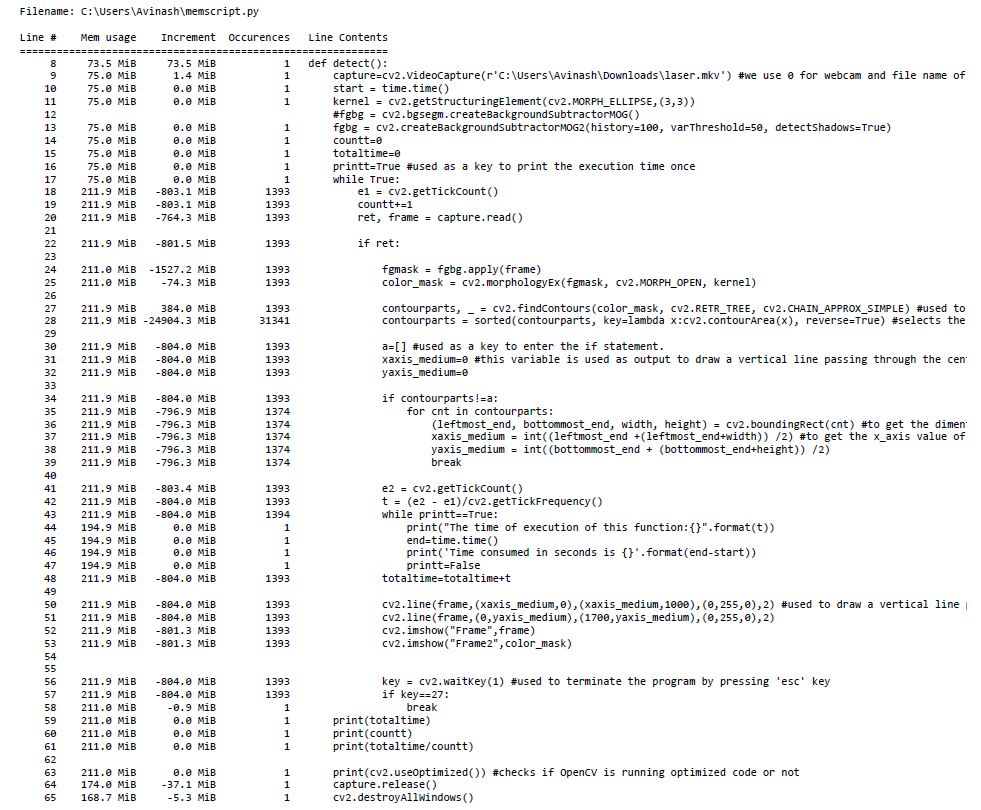 Filename: C:\Users\Avinash\memscript.py
Line # Mem usage Increment Occurences Line Contents
================================================================
8 73.5 MiB 73.5 MiB 1 def detect():
9 75.0 MiB 1.4 MiB 1 capture=cv2.VideoCapture(r'C:\Users\Avinash\Downloads\laser.mkv') #we use 0 for webcam and file name of
10 75.0 MiB 0.0 MiB 1 start = time.time()
11 75.0 MiB 0.0 MiB 1 kernel = cv2.getStructuringElement(cv2.MORPH_ELLIPSE,(3,3))
12 #fgbg = cv2.bgsegm.createBackgroundSubtractorMOG()
13 75.0 MiB 0.0 MiB 1 fgbg = cv2.createBackgroundSubtractorMOG2(history=100, varThreshold=50, detectShadows=True)
14 75.0 MiB 0.0 MiB 1 countt=0
15 75.0 MiB 0.0 MiB 1 totaltime=0
16 75.0 MiB 0.0 MiB 1 printt=True #used as a key to print the execution time once
17 75.0 MiB 0.0 MiB 1 while True:
18 211.9 MiB -803.1 MiB 1393 e1 = cv2.getTickCount()
19 211.9 MiB -803.1 MiB 1393 countt+=1
20 211.9 MiB -764.3 MiB 1393 ret, frame = capture.read()
21
22 211.9 MiB -801.5 MiB 1393 if ret:
23
24 211.0 MiB -1527.2 MiB 1393 fgmask = fgbg.apply(frame)
25 211.0 MiB -74.3 MiB 1393 color_mask = cv2.morphologyEx(fgmask, cv2.MORPH_OPEN, kernel)
26
27 211.9 MiB 384.0 MiB 1393 contourparts, _ = cv2.findContours(color_mask, cv2.RETR_TREE, cv2.CHAIN_APPROX_SIMPLE) #used to
28 211.9 MiB -24904.3 MiB 31341 contourparts = sorted(contourparts, key=lambda x:cv2.contourArea(x), reverse=True) #selects the
29
30 211.9 MiB -804.0 MiB 1393 a=[] #used as a key to enter the if statement.
31 211.9 MiB -804.0 MiB 1393 xaxis_medium=0 #this variable is used as output to draw a vertical line passing through the cen
32 211.9 MiB -804.0 MiB 1393 yaxis_medium=0
33
34 211.9 MiB -804.0 MiB 1393 if contourparts!=a:
35 211.9 MiB -796.9 MiB 1374 for cnt in contourparts:
36 211.9 MiB -796.3 MiB 1374 (leftmost_end, bottommost_end, width, height) = cv2.boundingRect(cnt) #to get the dimen
37 211.9 MiB -796.3 MiB 1374 xaxis_medium = int((leftmost_end +(leftmost_end+width)) /2) #to get the x_axis value of
38 211.9 MiB -796.3 MiB 1374 yaxis_medium = int((bottommost_end + (bottommost_end+height)) /2)
39 211.9 MiB -796.3 MiB 1374 break
40
41 211.9 MiB -803.4 MiB 1393 e2 = cv2.getTickCount()
42 211.9 MiB -804.0 MiB 1393 t = (e2 - e1)/cv2.getTickFrequency()
43 211.9 MiB -804.0 MiB 1394 while printt==True:
44 194.9 MiB 0.0 MiB 1 print("The time of execution of this function:{}".format(t))
45 194.9 MiB 0.0 MiB 1 end=time.time()
46 194.9 MiB 0.0 MiB 1 print('Time consumed in seconds is {}'.format(end-start))
47 194.9 MiB 0.0 MiB 1 printt=False
48 211.9 MiB -804.0 MiB 1393 totaltime=totaltime+t
49
50 211.9 MiB -804.0 MiB 1393 cv2.line(frame,(xaxis_medium,0),(xaxis_medium,1000),(0,255,0),2) #used to draw a vertical line
51 211.9 MiB -804.0 MiB 1393 cv2.line(frame,(0,yaxis_medium),(1700,yaxis_medium),(0,255,0),2)
52 211.9 MiB -801.3 MiB 1393 cv2.imshow("Frame",frame)
53 211.9 MiB -801.3 MiB 1393 cv2.imshow("Frame2",color_mask)
54
55
56 211.9 MiB -804.0 MiB 1393 key = cv2.waitKey(1) #used to terminate the program by pressing 'esc' key
57 211.9 MiB -804.0 MiB 1393 if key==27:
58 211.0 MiB -0.9 MiB 1 break
59 211.0 MiB 0.0 MiB 1 print(totaltime)
60 211.0 MiB 0.0 MiB 1 print(countt)
61 211.0 MiB 0.0 MiB 1 print(totaltime/countt)
62
63 211.0 MiB 0.0 MiB 1 print(cv2.useOptimized()) #checks if OpenCV is running optimized code or not
64 174.0 MiB -37.1 MiB 1 capture.release()
65 168.7 MiB -5.3 MiB 1 cv2.destroyAllWindows()